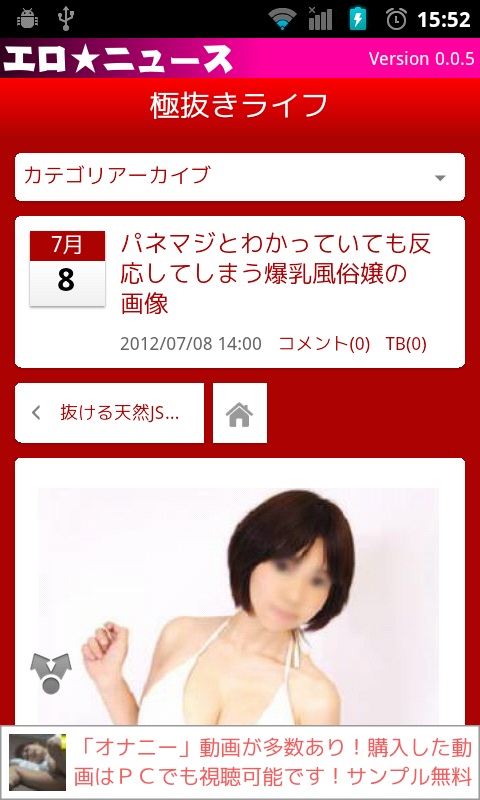 15:52
エロ★ニュース
Version 0.0.5
極抜きライフ
カテゴリアーカイブ
7月
8
パネマジとわかっていても反
応してしまう爆乳風俗嬢の
画像
2012/07/08 14:00 コメント(0) TB(0)
抜ける天然JS...
「オナニー」動画が多数あり！購入した動
画はＰＣでも視聴可能です！サンプル無料